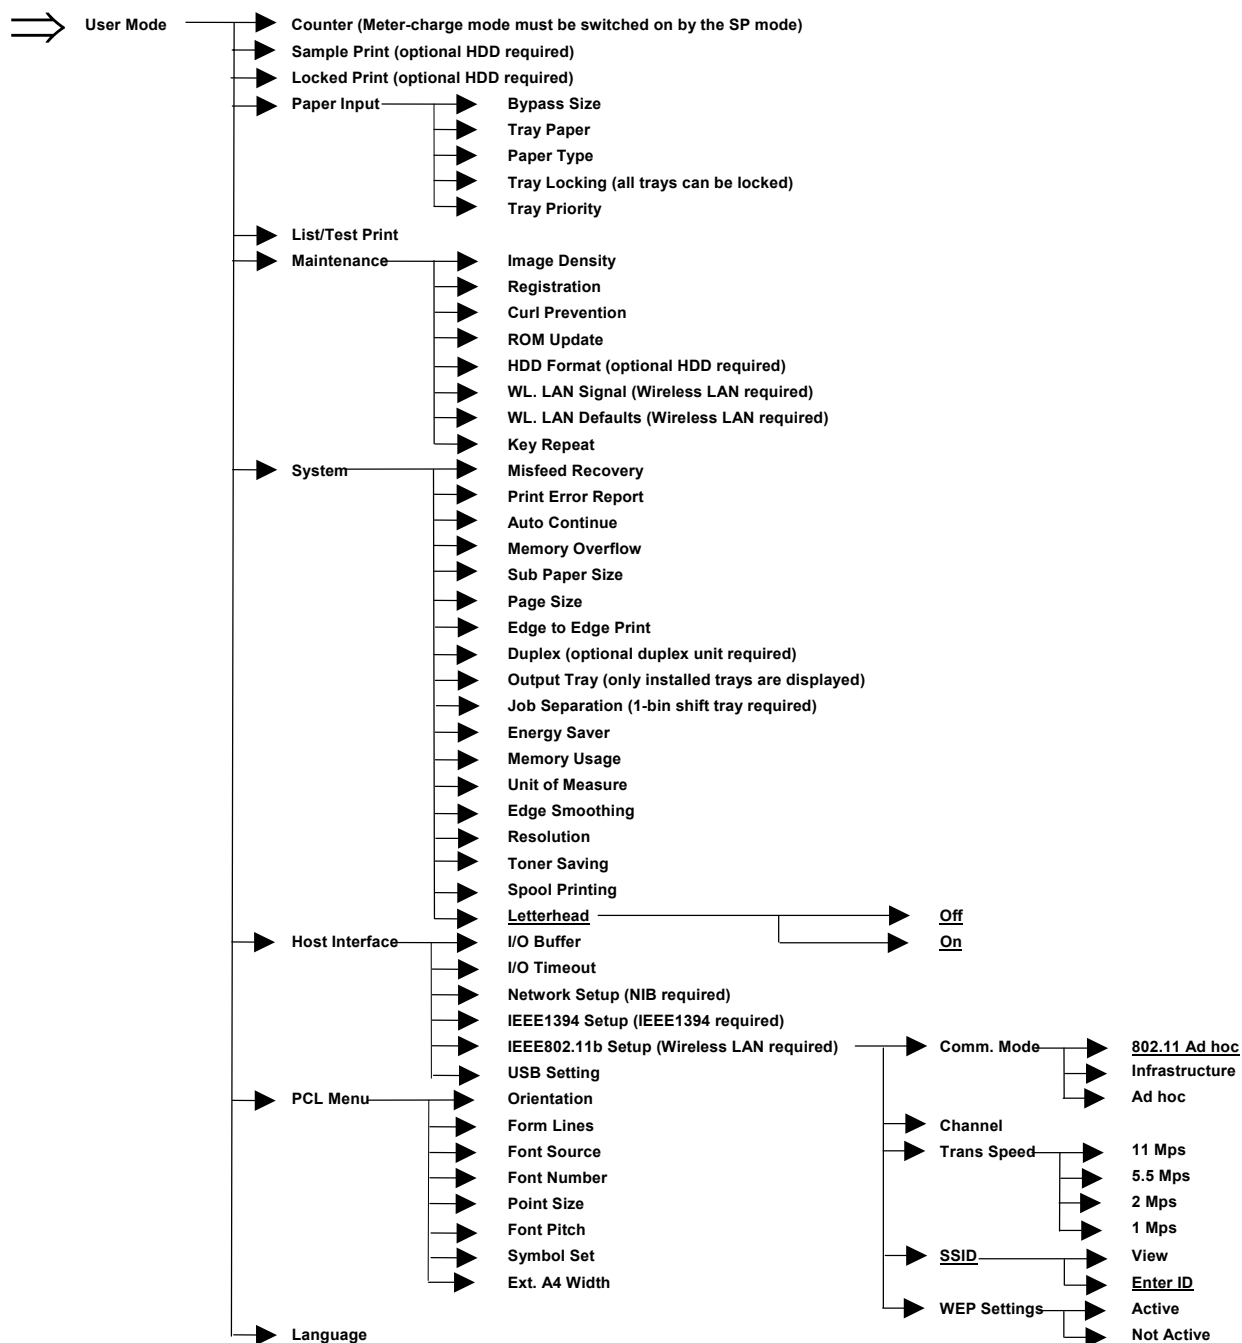 User Mode
Counter (Meter-charge mode must be switched on by the SP mode)
Sample Print (optional HDD required)
Locked Print (optional HDD required)
Paper Input
Bypass Size
Tray Paper
Paper Type
Tray Locking (all trays can be locked)
Tray Priority
List/Test Print
Maintenance
Image Density
Registration
Curl Prevention
ROM Update
HDD Format (optional HDD required)
WL. LAN Signal (Wireless LAN required)
WL. LAN Defaults (Wireless LAN required)
Key Repeat
System
Misfeed Recovery
Print Error Report
Auto Continue
Memory Overflow
Sub Paper Size
Page Size
Edge to Edge Print
Duplex (optional duplex unit required)
Output Tray (only installed trays are displayed)
Job Separation (1-bin shift tray required)
Energy Saver
Memory Usage
Unit of Measure
Edge Smoothing
Resolution
Toner Saving
Spool Printing
Letterhead
Off
On
Host Interface
I/O Buffer
I/O Timeout
Network Setup (NIB required)
IEEE1394 Setup (IEEE1394 required)
IEEE802.11b Setup (Wireless LAN required)
Comm. Mode
802.11 Ad hoc
Infrastructure
Ad hoc
Channel
Trans Speed
11 Mps
5.5 Mps
2 Mps
1 Mps
SSID
View
Enter ID
WEP Settings
Active
Not Active
USB Setting
PCL Menu
Orientation
Form Lines
Font Source
Font Number
Point Size
Font Pitch
Symbol Set
Ext. A4 Width
Language